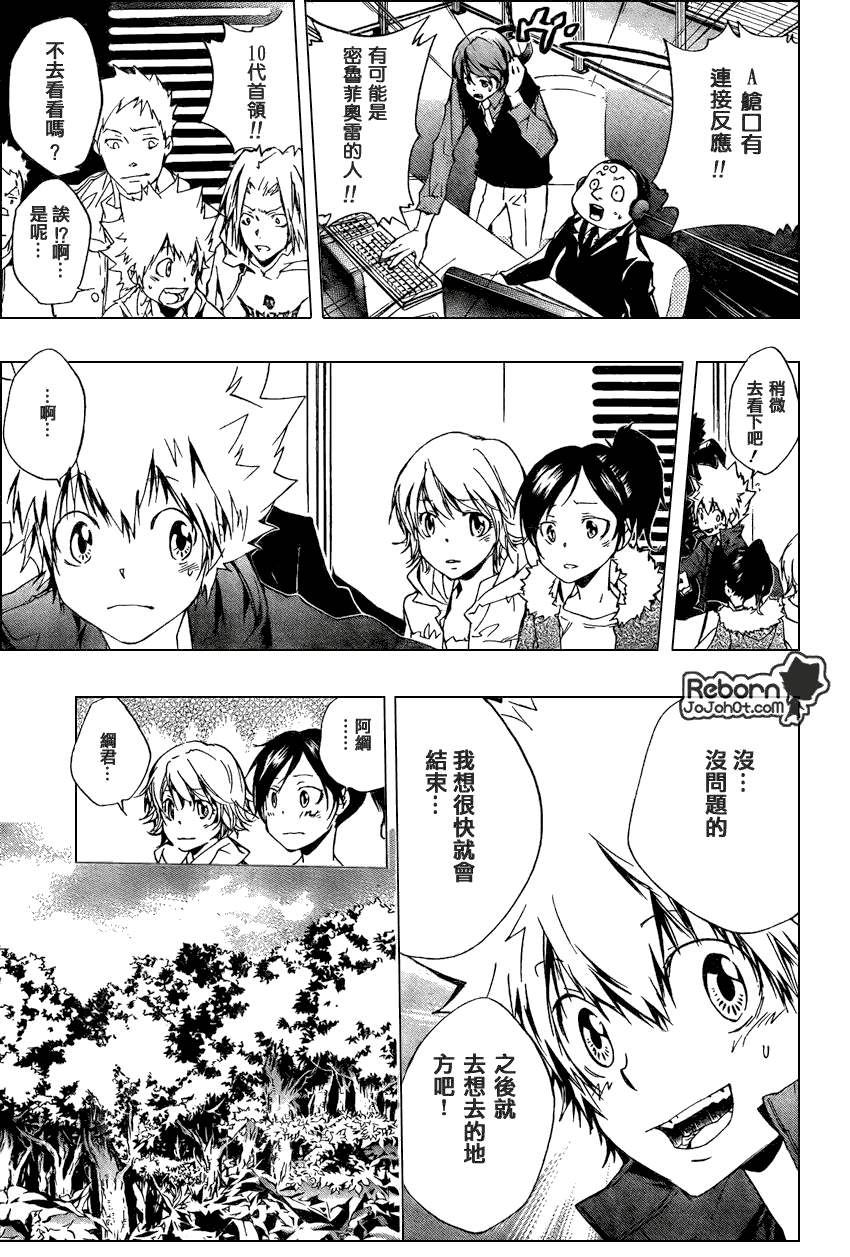 A艙口有
連接反應!!
有可能是
密魯菲奧雷的人!!
10代首領!!
不去看看嗎?
誒!?啊…
是呢…
稍微
去看下吧!
…啊…
Reborn
JoJoHot.com
沒…
沒問題的
我想很快就會
結束…
之後就
去想去的地
方吧!
阿綱
……
綱君…